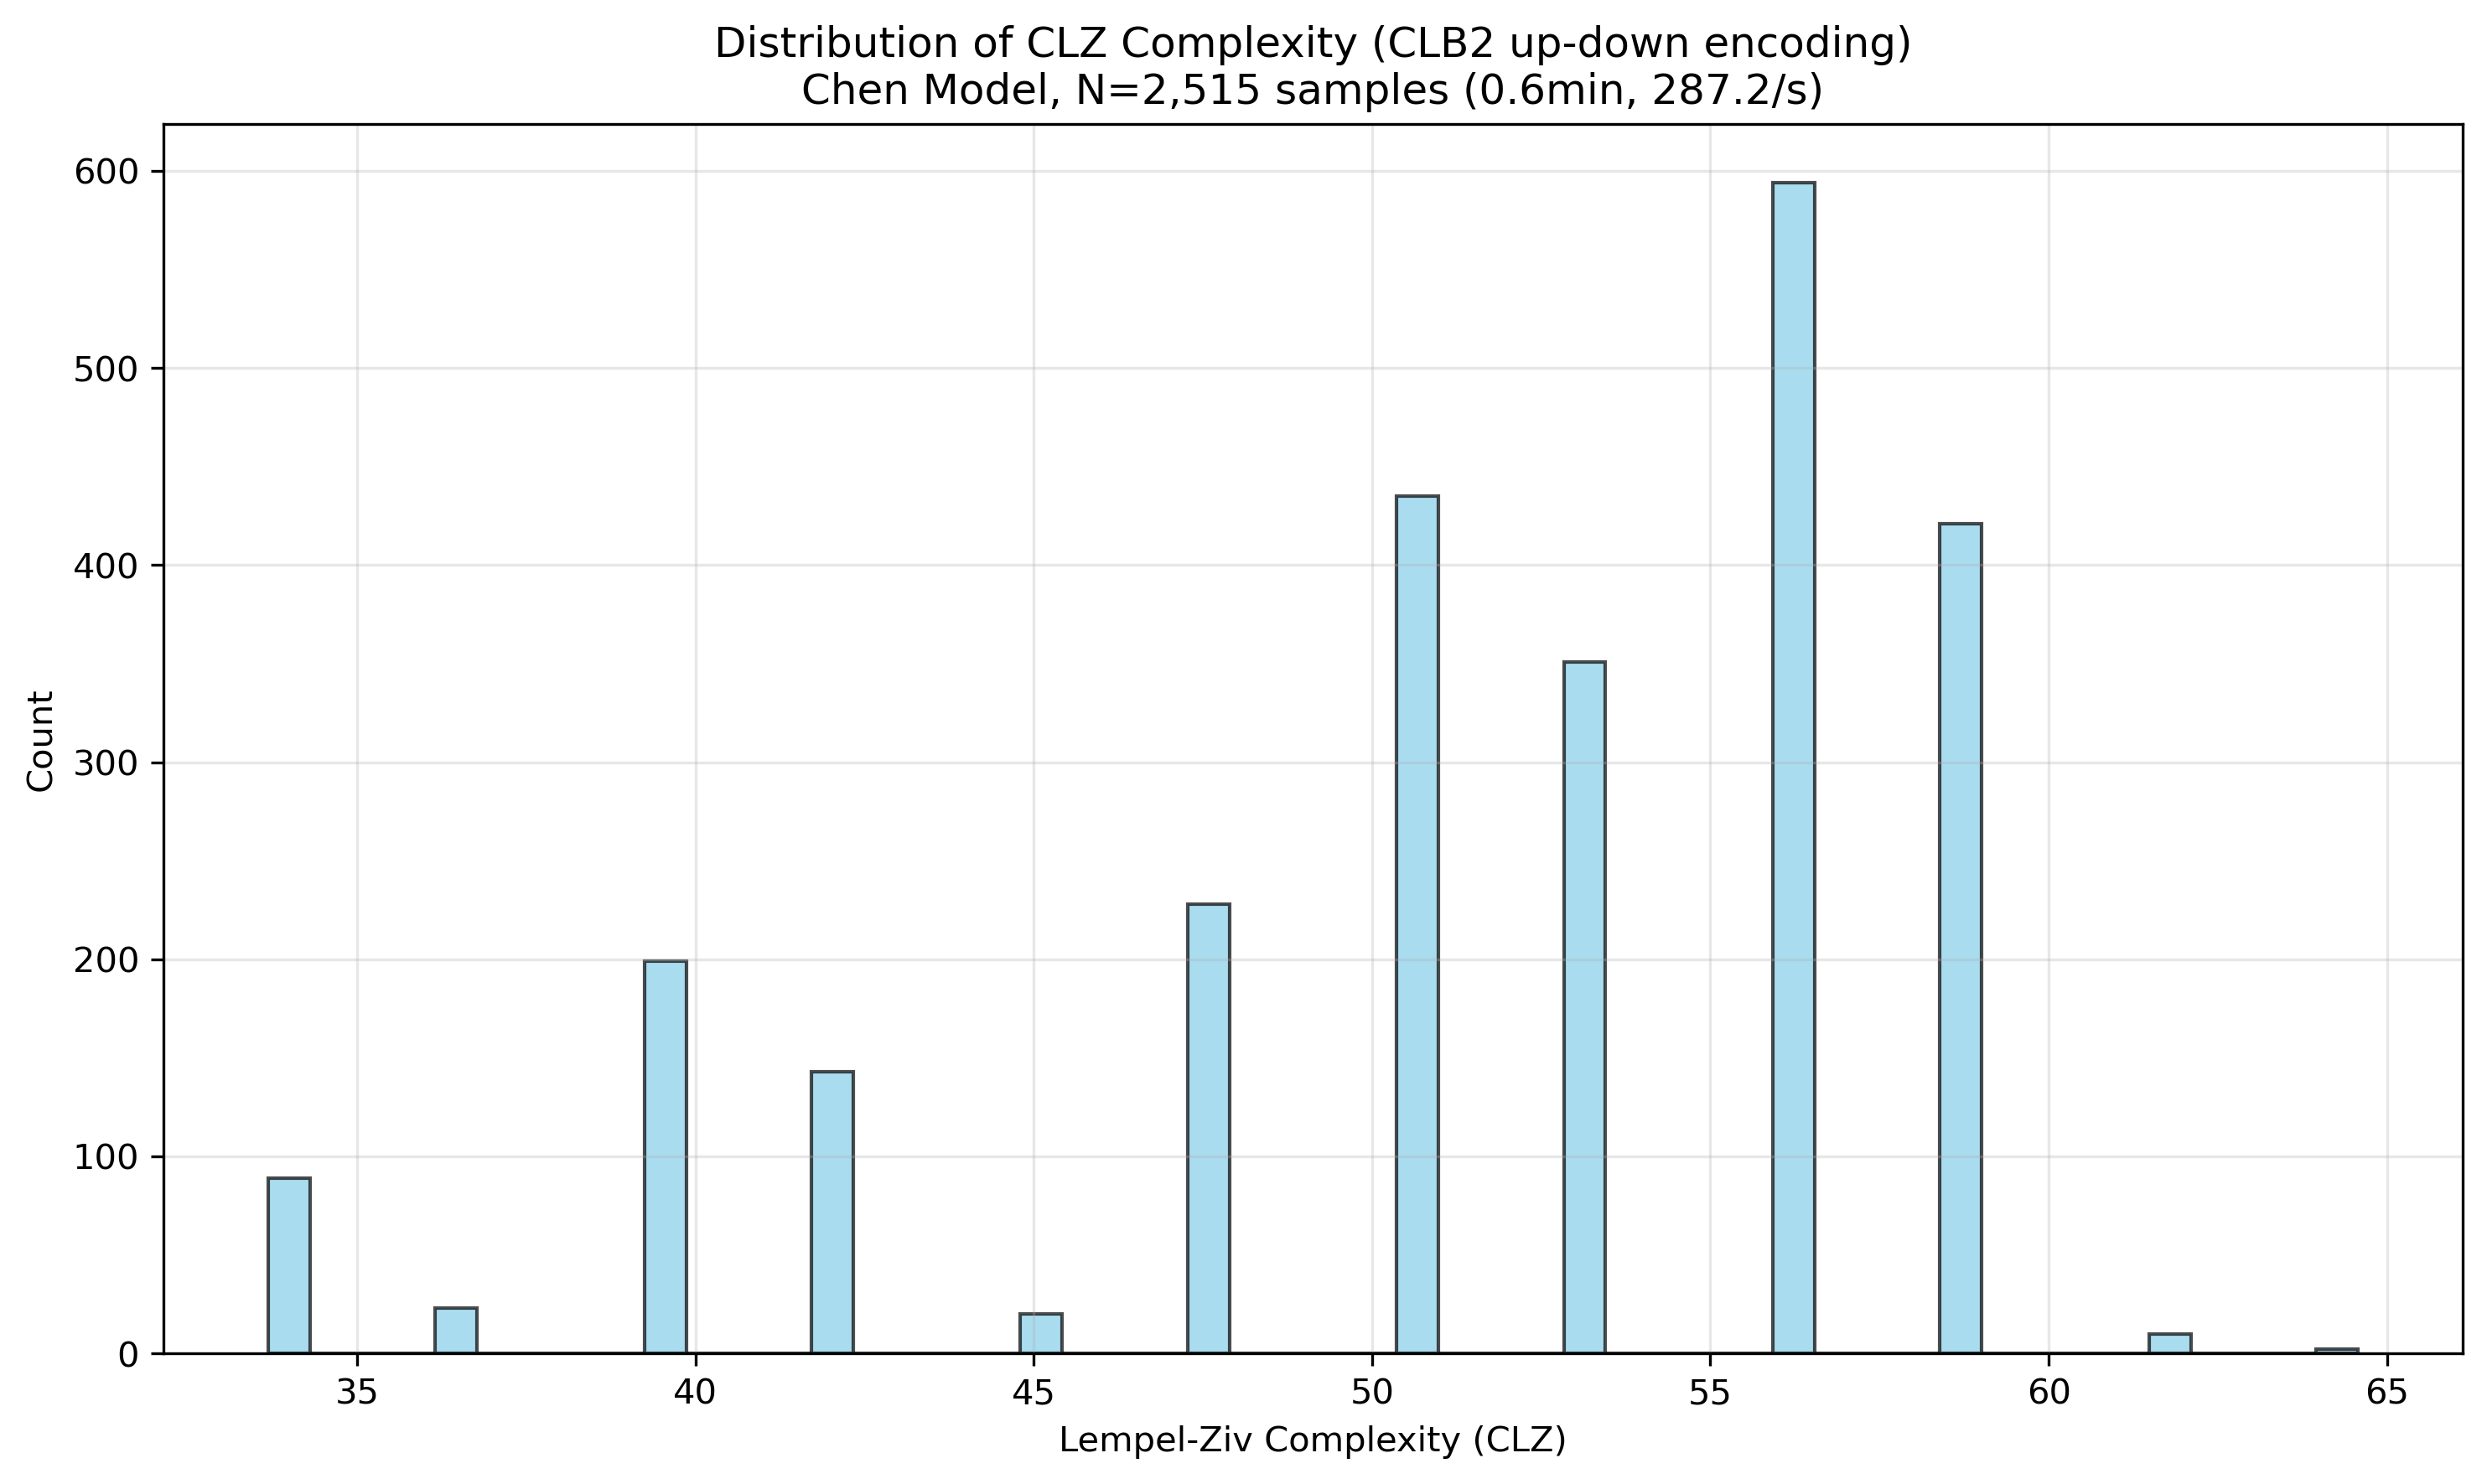 Distribution of CLZ Complexity (CLB2 up-down encoding)
Chen Model, N=2,515 samples (0.6min, 287.2/s)
600
500
400
300
200
100
0
Count
35 40 45 50 55 60 65
Lempel-Ziv Complexity (CLZ)